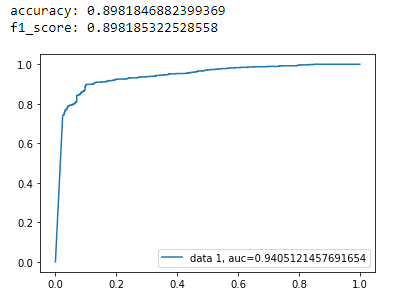 accuracy: 0.8981846882399369
f1_score: 0.898185322528558
1.0
0.8
0.6
0.4
0.2
0.0
data 1, auc=0.9405121457691654
0.0 0.2 0.4 0.6 0.8 1.0